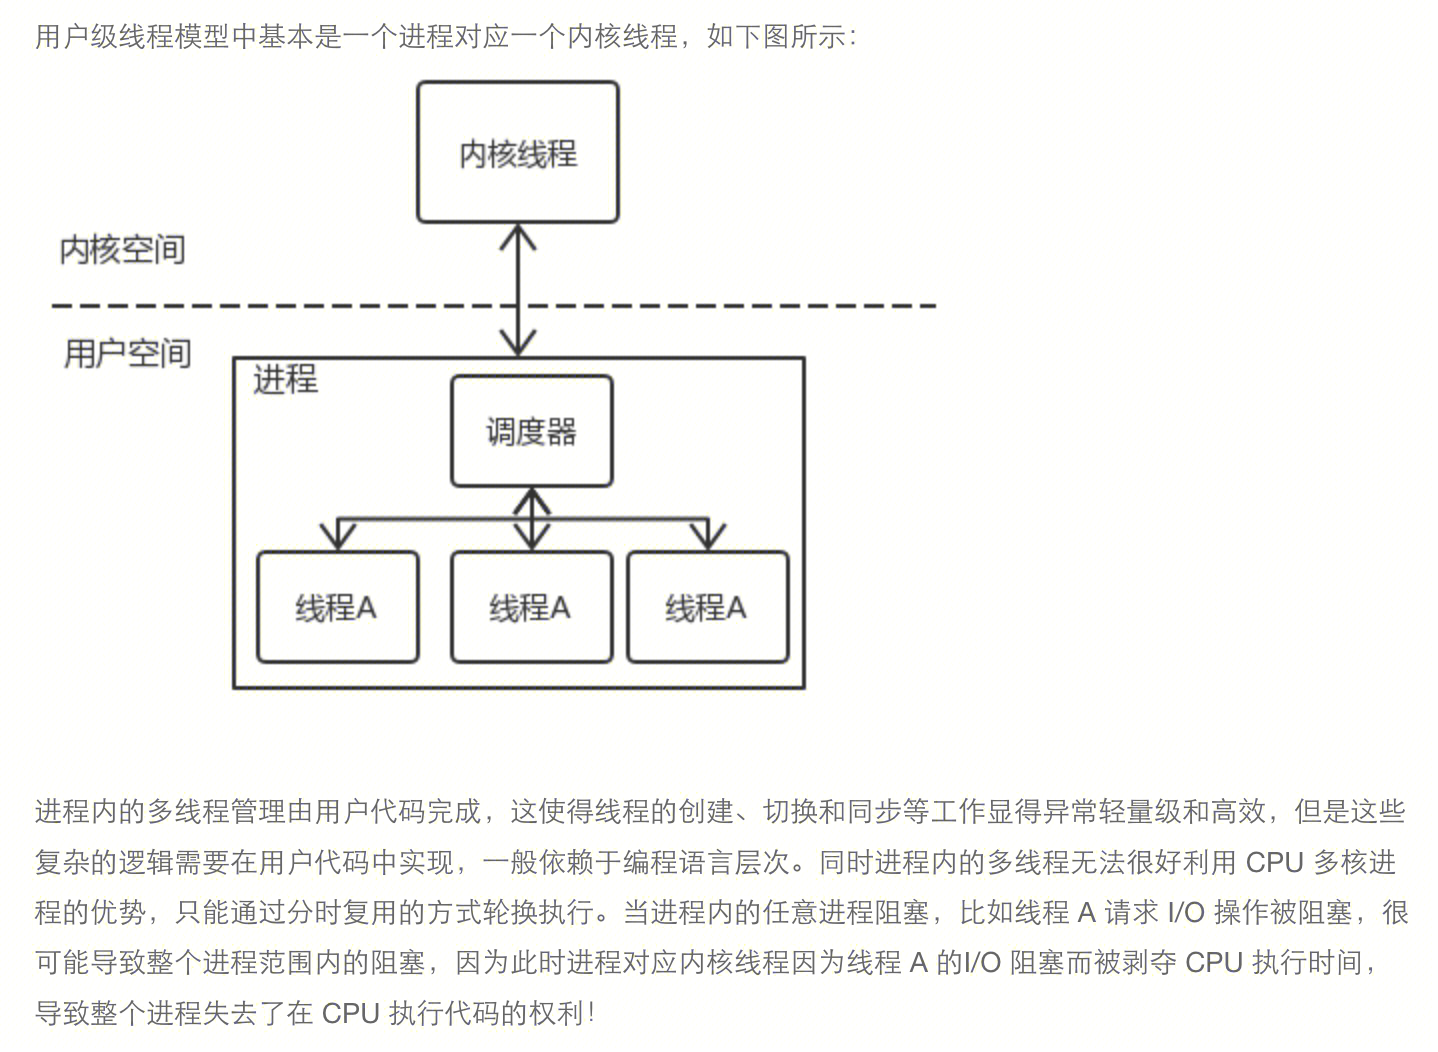 用户级线程模型中基本是一个进程对应一个内核线程，如下图所示：
内核线程
内核空间
用户空间
进程
调度器
线程A
线程A
线程A
进程内的多线程管理由用户代码完成，这使得线程的创建、切换和同步等工作显得异常轻量级和高效，但是这些
复杂的逻辑需要在用户代码中实现，一般依赖于编程语言层次。同时进程内的多线程无法很好利用 CPU 多核进
程的优势，只能通过分时复用的方式轮换执行。当进程内的任意进程阻塞，比如线程 A 请求 I/O 操作被阻塞，很
可能导致整个进程范围内的阻塞，因为此时进程对应内核线程因为线程 A 的I/O 阻塞而被剥夺 CPU 执行时间，
导致整个进程失去了在 CPU 执行代码的权利！